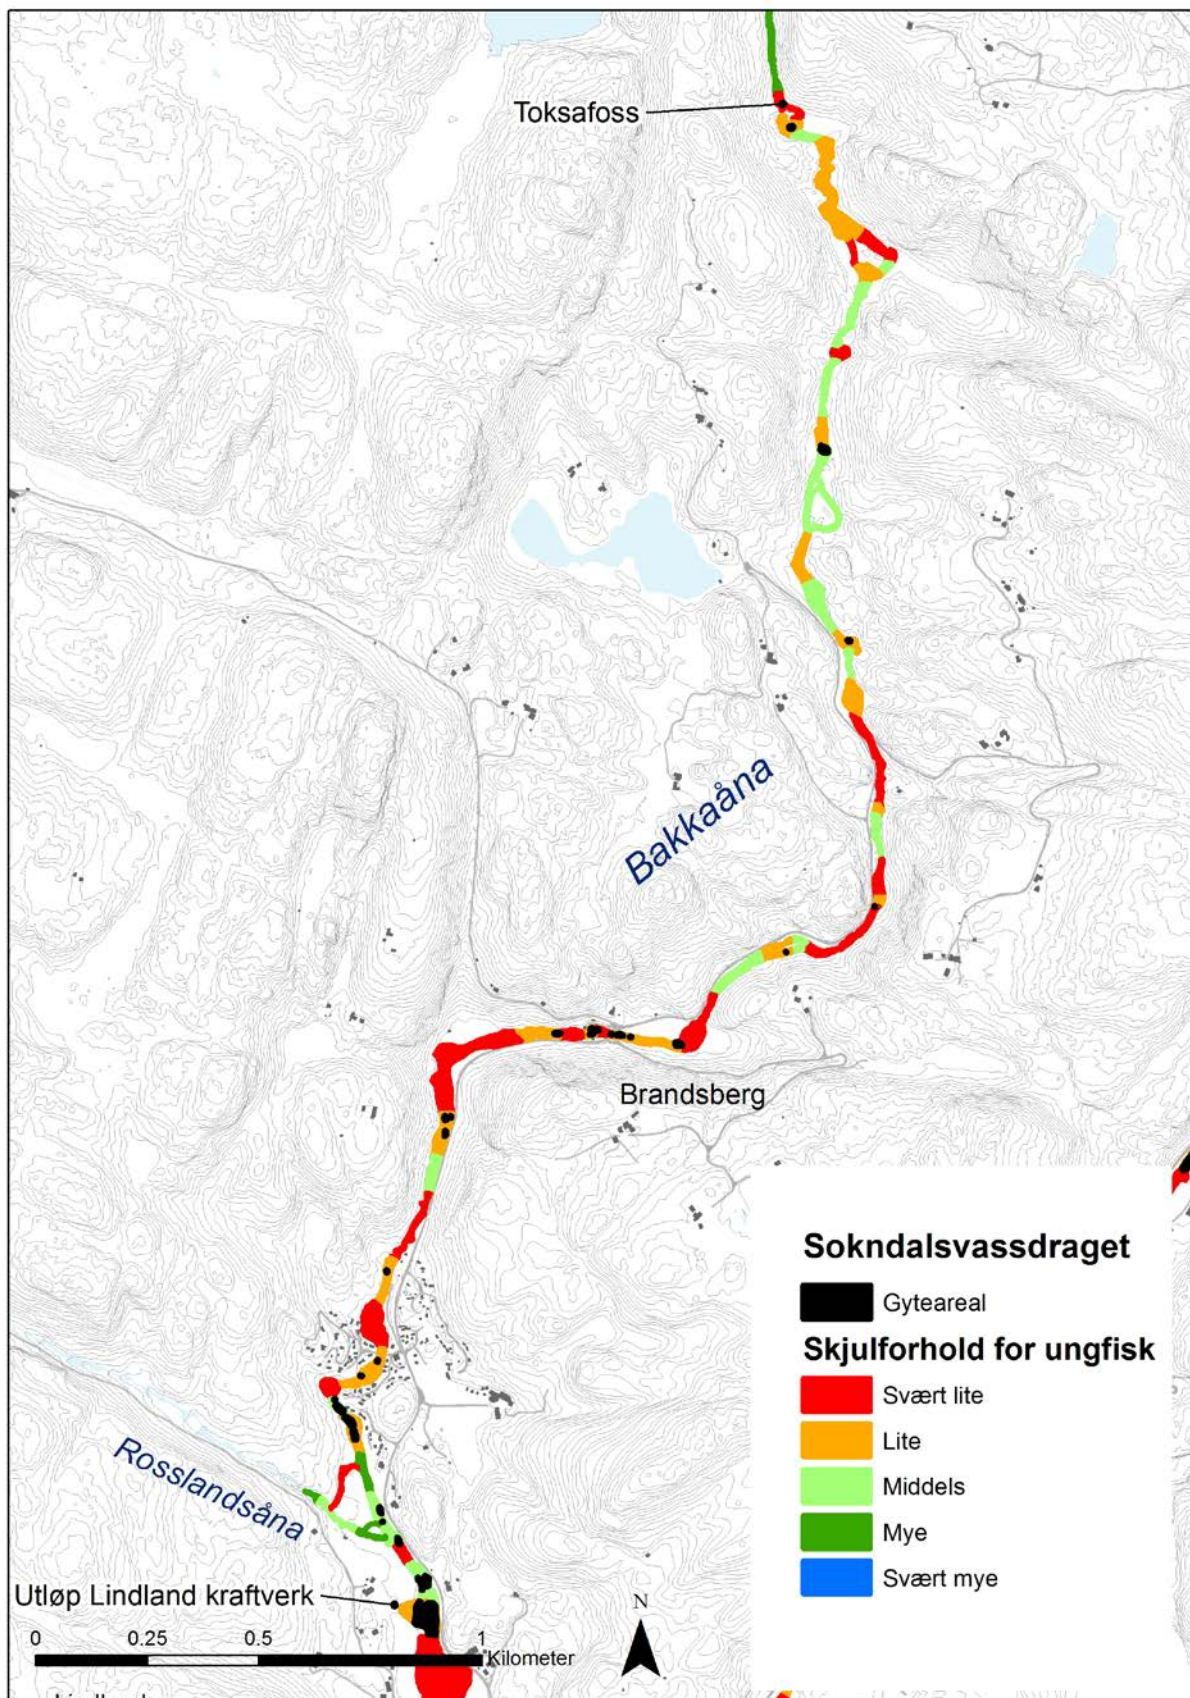 Toksafoss
Bakkaåna
Brandsberg
Sokndalsvassdraget
Gyteareal
Skjulforhold for ungfisk
Svært lite
Lite
Middels
Mye
Svært mye
Rosslandsåna
Utløp Lindland kraftverk
N
0 0.25 0.5 1
Kilometer